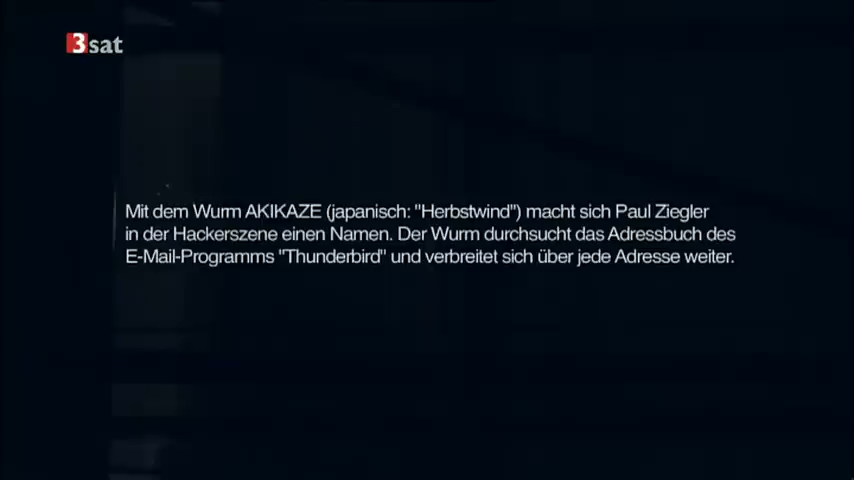 3sat
Mit dem Wurm AKIKAZE (japanisch: "Herbstwind") macht sich Paul Ziegler
in der Hackerszene einen Namen. Der Wurm durchsucht das Adressbuch des
E-Mail-Programms "Thunderbird" und verbreitet sich über jede Adresse weiter.